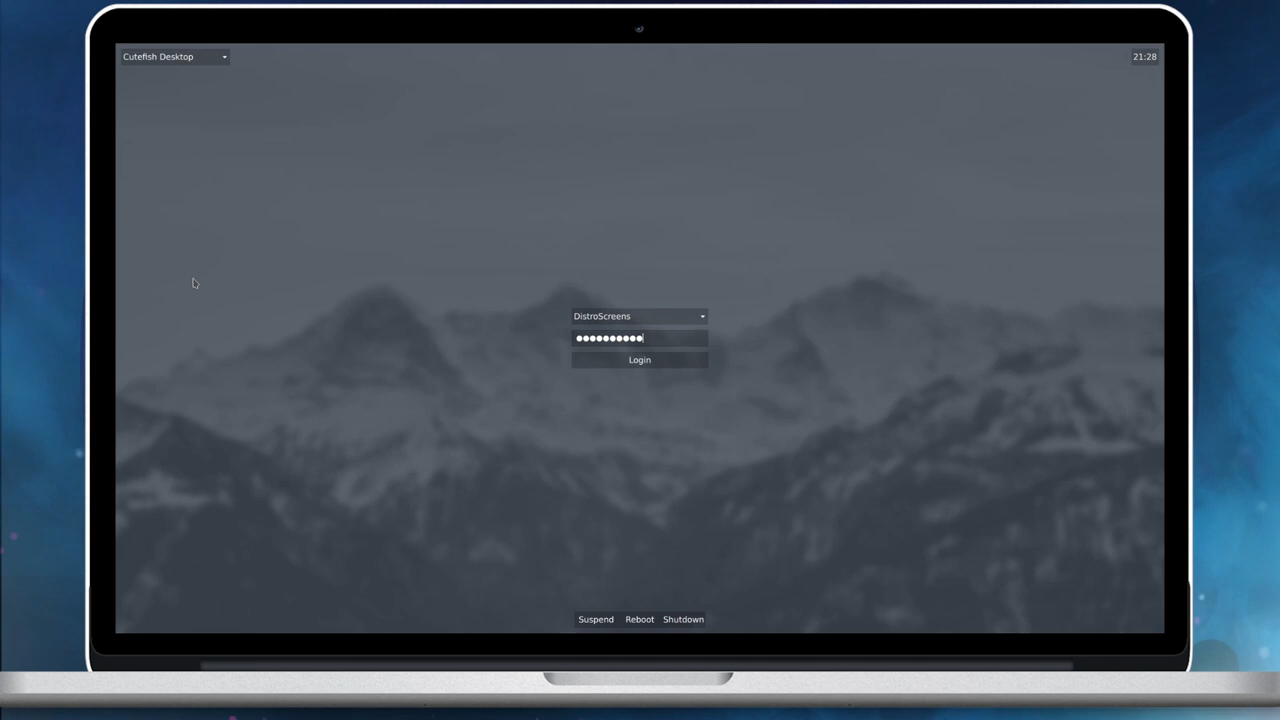 Cutefish Desktop
21:28
DistroScreens
●●●●●●●●●●
Login
Suspend Reboot Shutdown